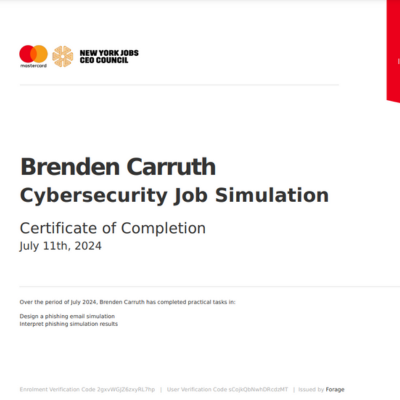 mastercard
NEW YORK JOBS
CEO COUNCIL
Brenden Carruth
Cybersecurity Job Simulation
Certificate of Completion
July 11th, 2024
Over the period of July 2024, Brenden Carruth has completed practical tasks in:
Design a phishing email simulation
Interpret phishing simulation results
Enrolment Verification Code | User Verification Code | Issued by Forage